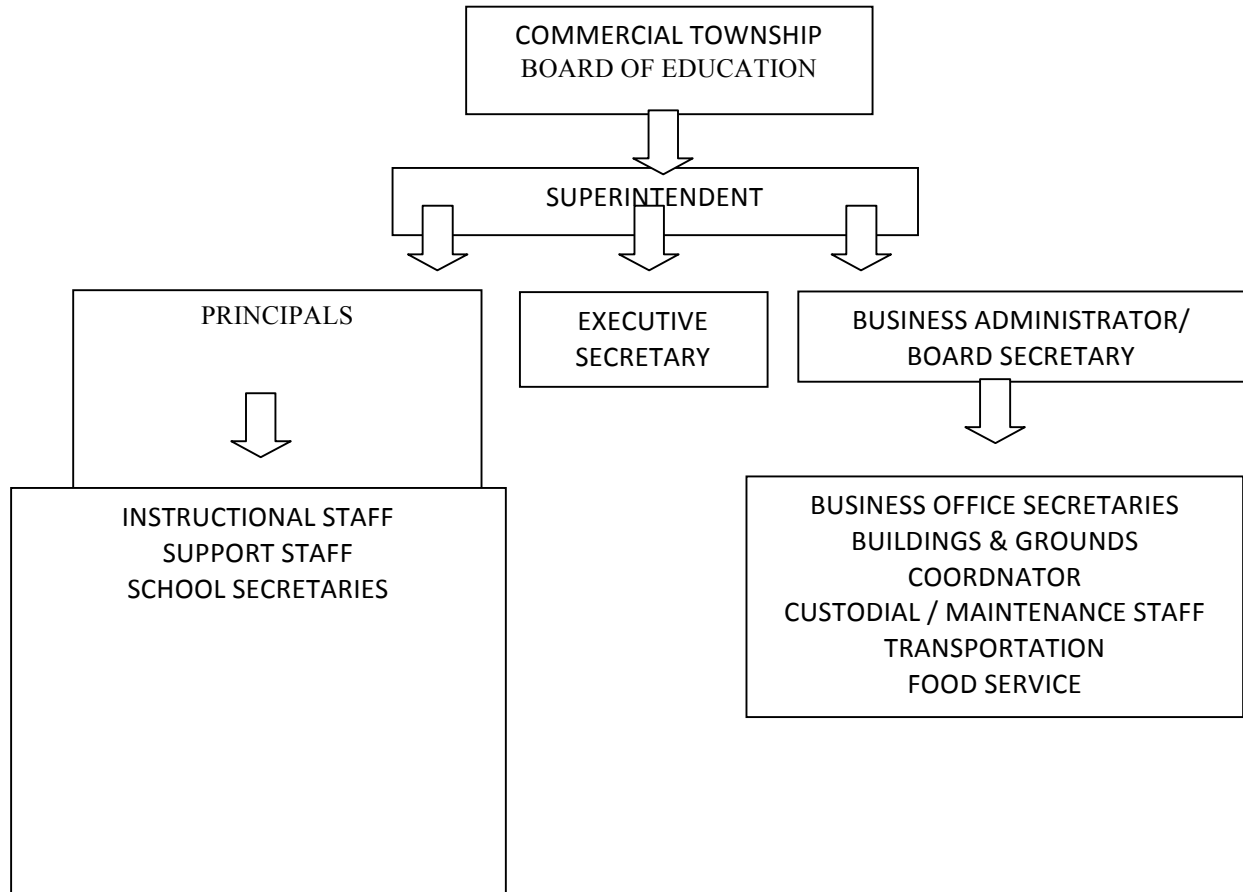 COMMERCIAL TOWNSHIP
BOARD OF EDUCATION
SUPERINTENDENT
PRINCIPALS
EXECUTIVE
SECRETARY
BUSINESS ADMINISTRATOR/
BOARD SECRETARY
INSTRUCTIONAL STAFF
SUPPORT STAFF
SCHOOL SECRETARIES
BUSINESS OFFICE SECRETARIES
BUILDINGS & GROUNDS
COORDNATOR
CUSTODIAL / MAINTENANCE STAFF
TRANSPORTATION
FOOD SERVICE